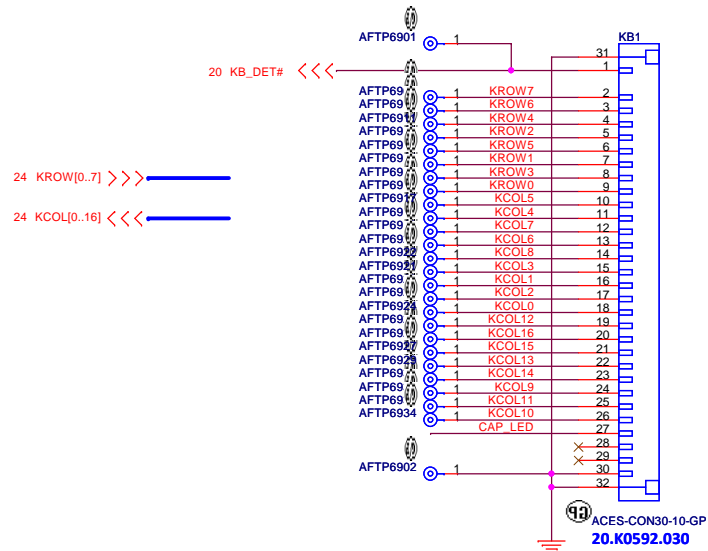 AFTP6901 1 KB1
31
20 KB_DET# 1
AFTP69 1 KROW7 2
AFTP69 1 KROW6 3
AFTP6911 1 KROW4 4
AFTP69 1 KROW2 5
AFTP69 1 KROW5 6
AFTP69 1 KROW1 7
24 KROW[0..7] AFTP69 1 KROW3 8
AFTP69 1 KROW0 9
AFTP6917 1 KCOL5 10
24 KCOL[0..16] AFTP69 1 KCOL4 11
AFTP69 1 KCOL7 12
AFTP69 1 KCOL6 13
AFTP6922 1 KCOL8 14
AFTP6921 1 KCOL3 15
AFTP69 1 KCOL1 16
AFTP69 1 KCOL2 17
AFTP6924 1 KCOL0 18
AFTP69 1 KCOL12 19
AFTP69 1 KCOL16 20
AFTP6927 1 KCOL15 21
AFTP6929 1 KCOL13 22
AFTP69 1 KCOL14 23
AFTP69 1 KCOL9 24
AFTP69 1 KCOL11 25
AFTP6934 1 KCOL10 26
CAP_LED 27
28
29
AFTP6902 1 30
32
GP ACES-CON30-10-GP
20.K0592.030